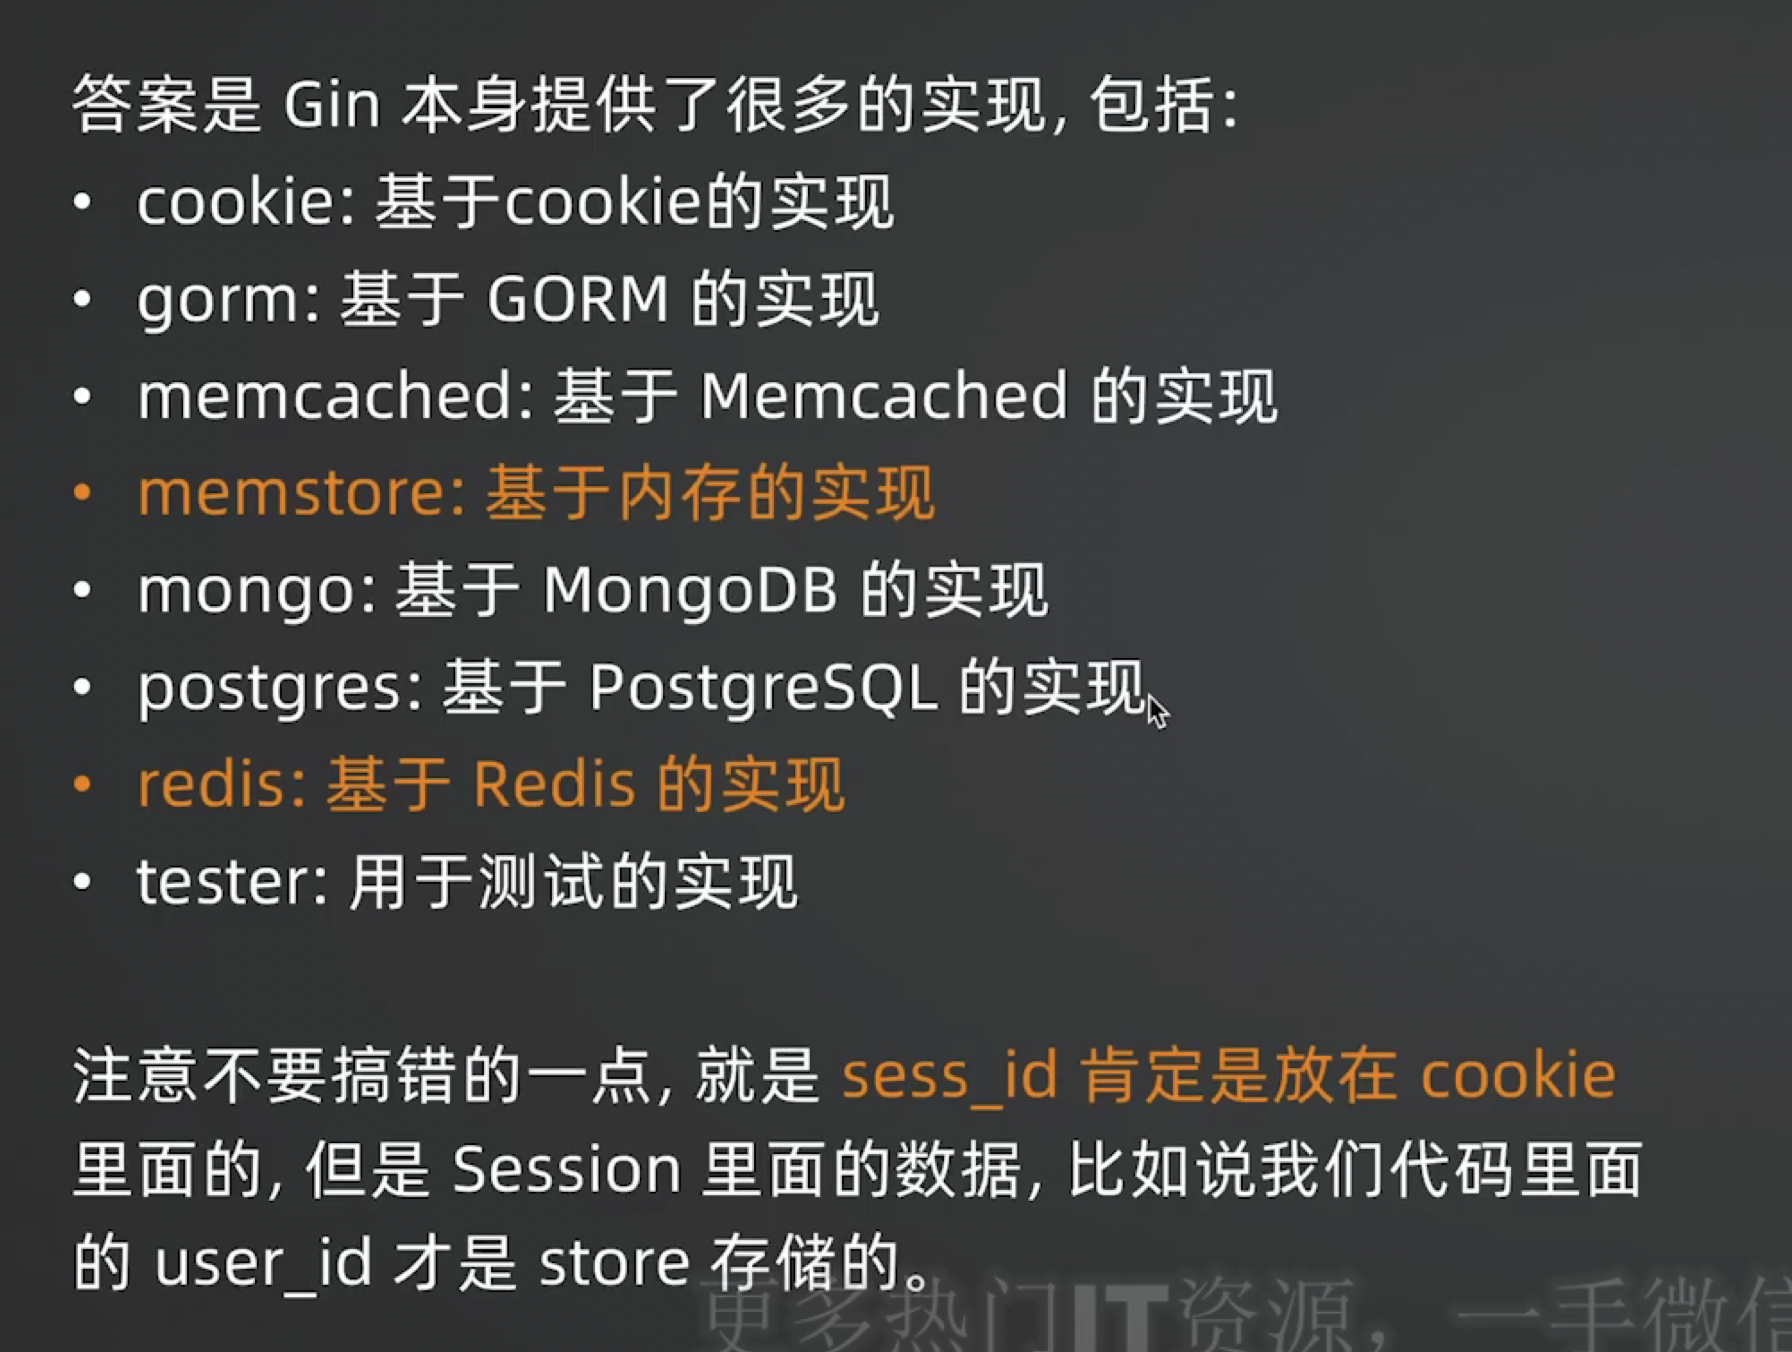 答案是 Gin 本身提供了很多的实现, 包括:
• cookie: 基于cookie的实现
• gorm: 基于 GORM 的实现
• memcached: 基于 Memcached 的实现
• memstore: 基于内存的实现
• mongo: 基于 MongoDB 的实现
• postgres: 基于 PostgreSQL 的实现
• redis: 基于 Redis 的实现
• tester: 用于测试的实现
注意不要搞错的一点, 就是 sess_id 肯定是放在 cookie
里面的, 但是 Session 里面的数据, 比如说我们代码里面
的 user_id 才是 store 存储的。
更多热门IT资源，一手微信